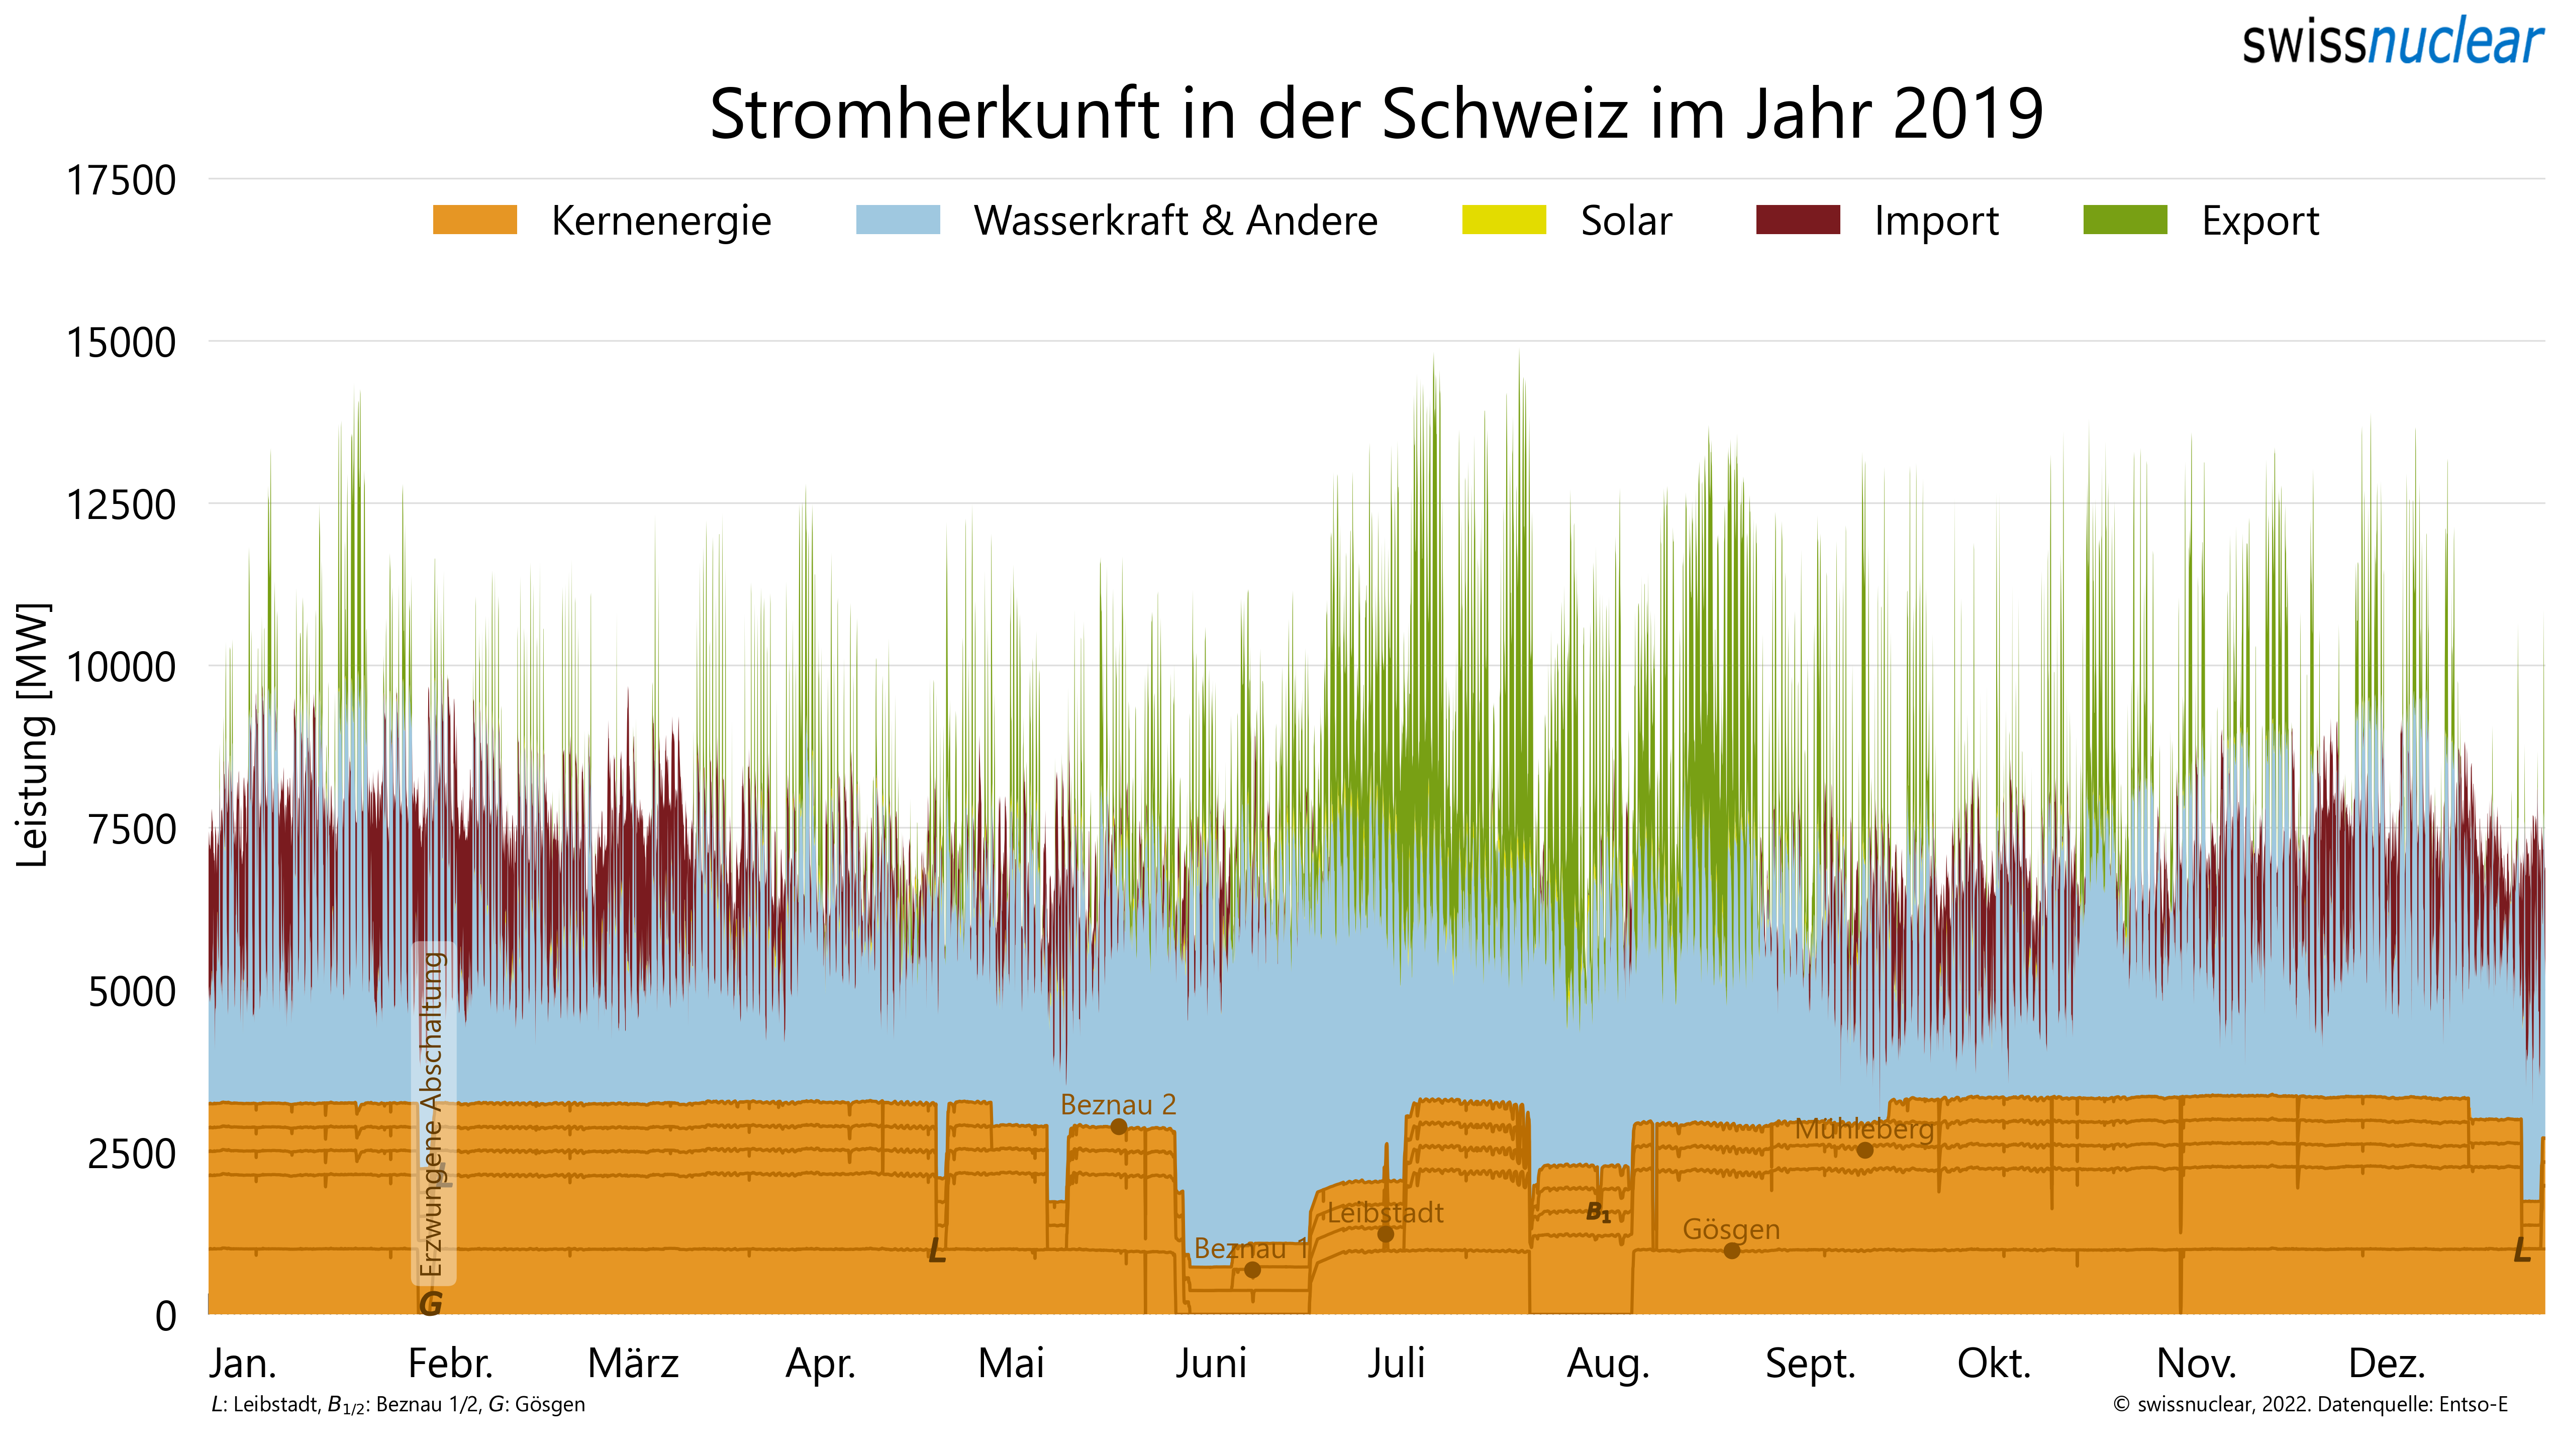 swissnuclear
Stromherkunft in der Schweiz im Jahr 2019
17500
Kernenergie Wasserkraft & Andere Solar Import Export
15000
12500
10000
7500
5000
2500
0
Leistung [MW]
Erzwungene Abschaltung
L
G
L
Beznau 2
Beznau 1
Leibstadt
B1
Gösgen
Mühleberg
L
Jan. Febr. März Apr. Mai Juni Juli Aug. Sept. Okt. Nov. Dez.
L: Leibstadt, B1/2: Beznau 1/2, G: Gösgen
© swissnuclear, 2022. Datenquelle: Entso-E